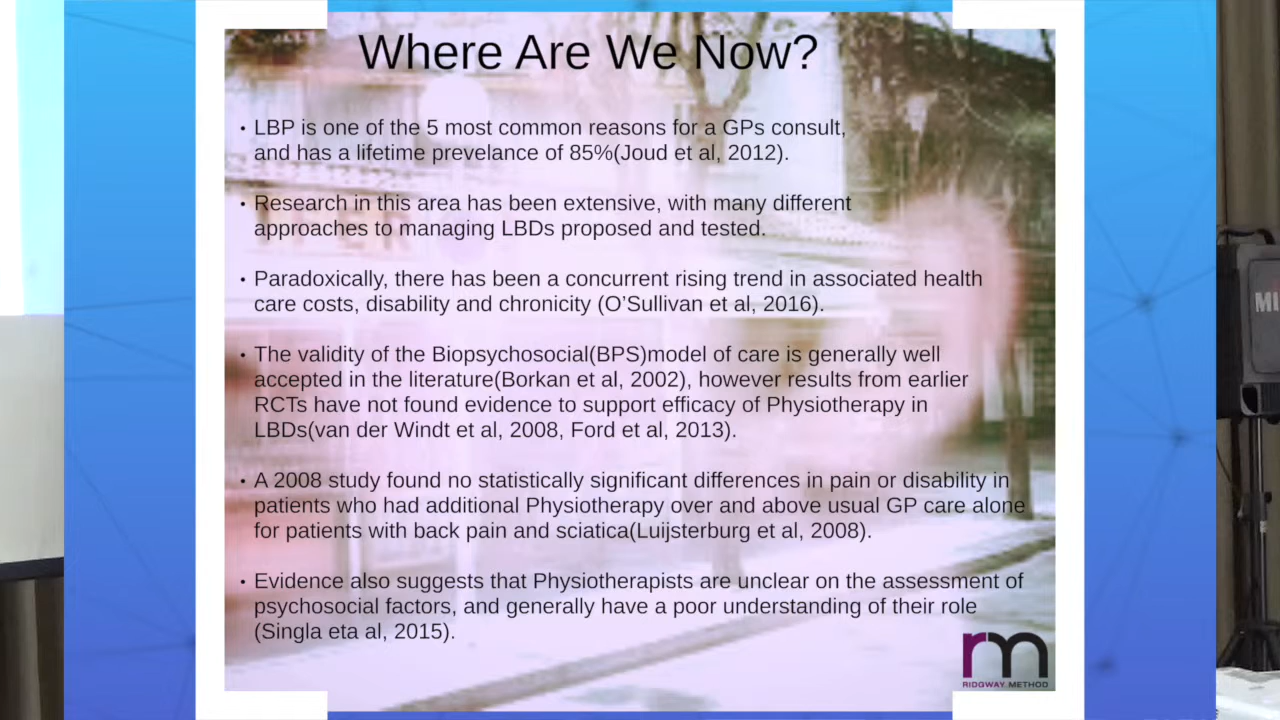 Where Are We Now?
• LBP is one of the 5 most common reasons for a GPs consult,
and has a lifetime prevelance of 85%(Joud et al, 2012).
• Research in this area has been extensive, with many different
approaches to managing LBDs proposed and tested.
• Paradoxically, there has been a concurrent rising trend in associated health
care costs, disability and chronicity (O’Sullivan et al, 2016).
• The validity of the Biopsychosocial(BPS)model of care is generally well
accepted in the literature(Borkan et al, 2002), however results from earlier
RCTs have not found evidence to support efficacy of Physiotherapy in
LBDs(van der Windt et al, 2008, Ford et al, 2013).
• A 2008 study found no statistically significant differences in pain or disability in
patients who had additional Physiotherapy over and above usual GP care alone
for patients with back pain and sciatica(Luijsterburg et al, 2008).
• Evidence also suggests that Physiotherapists are unclear on the assessment of
psychosocial factors, and generally have a poor understanding of their role
(Singla eta al, 2015).
rm
RIDGWAY METHOD